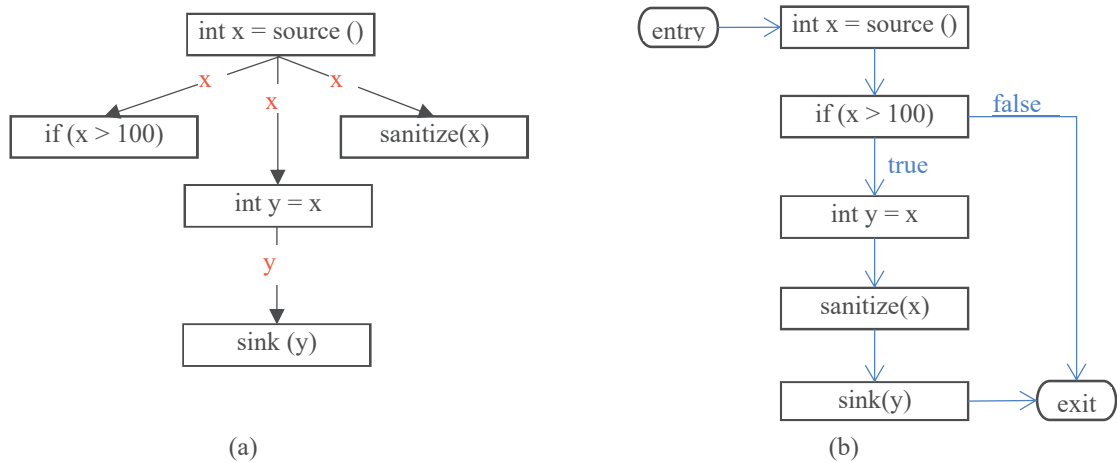 int x = source ()
x
x
x
if (x > 100)
sanitize(x)
int y = x
y
sink (y)
(a)
entry
int x = source ()
if (x > 100)
false
true
int y = x
sanitize(x)
sink(y)
exit
(b)